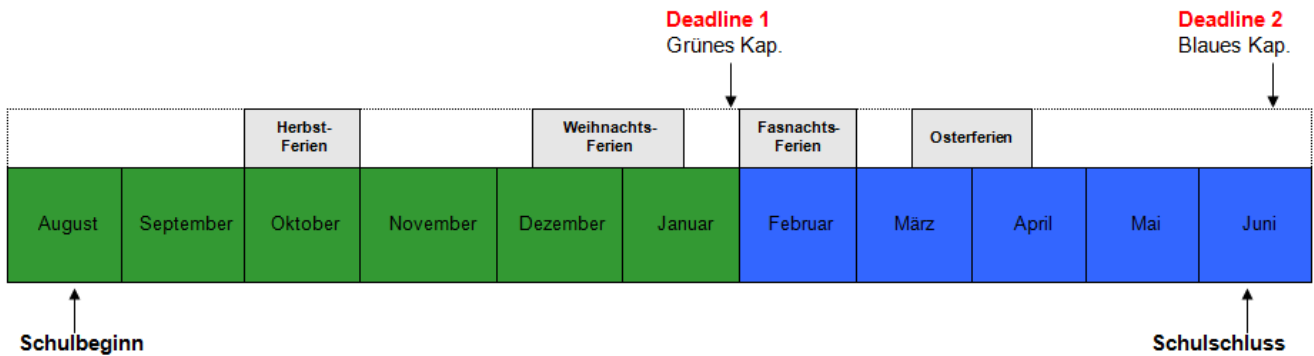 Deadline 1
Grünes Kap.
Deadline 2
Blaues Kap.
Herbst-
Ferien
Weihnachts-
Ferien
Fasnachts-
Ferien
Osterferien
August
September
Oktober
November
Dezember
Januar
Februar
März
April
Mai
Juni
Schulbeginn
Schulschluss